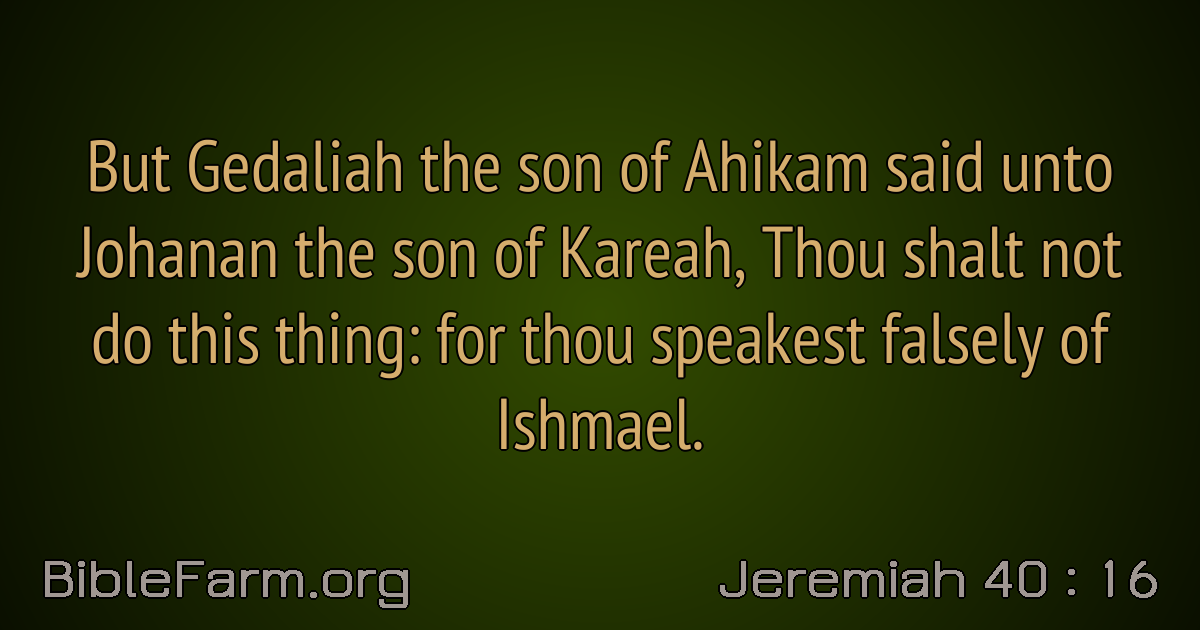 But Gedaliah the son of Ahikam said unto
Johanan the son of Kareah, Thou shalt not
do this thing: for thou speakest falsely of
Ishmael.
BibleFarm.org
Jeremiah 40 : 16